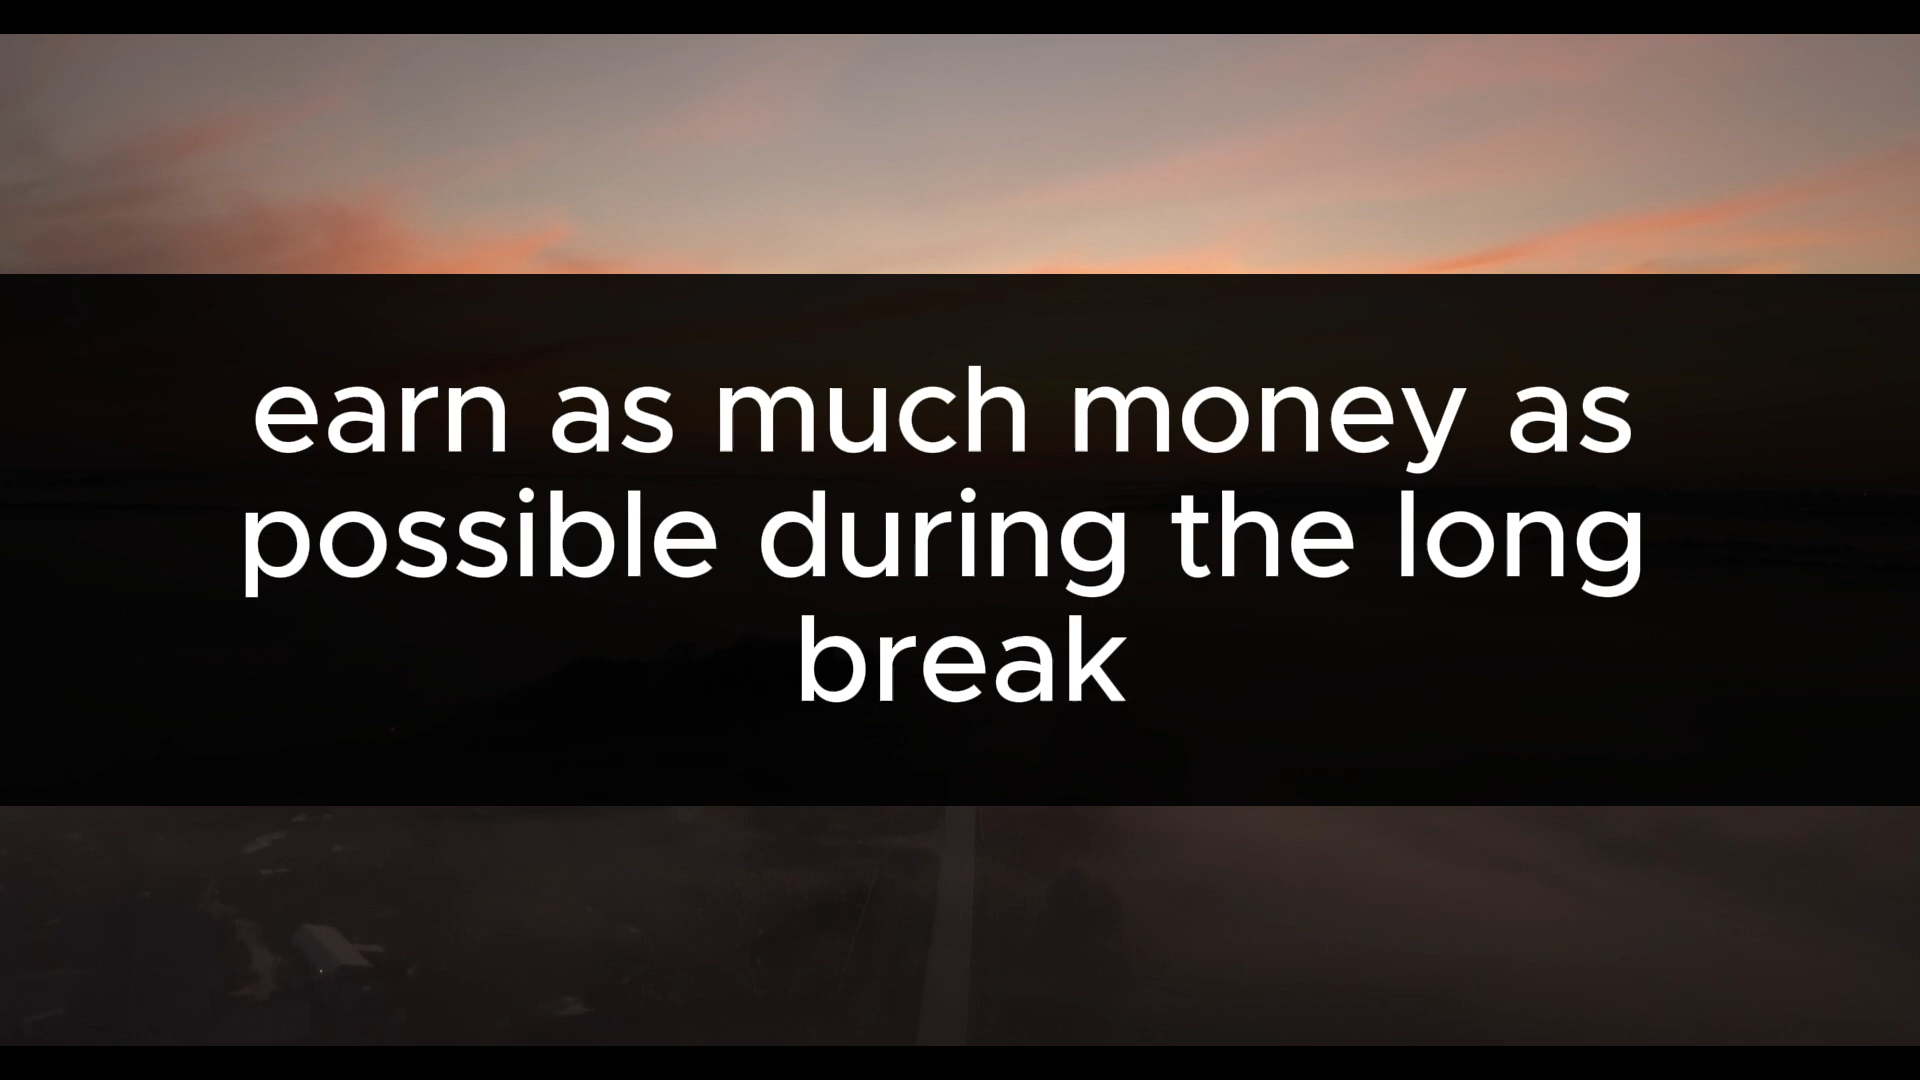 earn as much money as
possible during the long
break